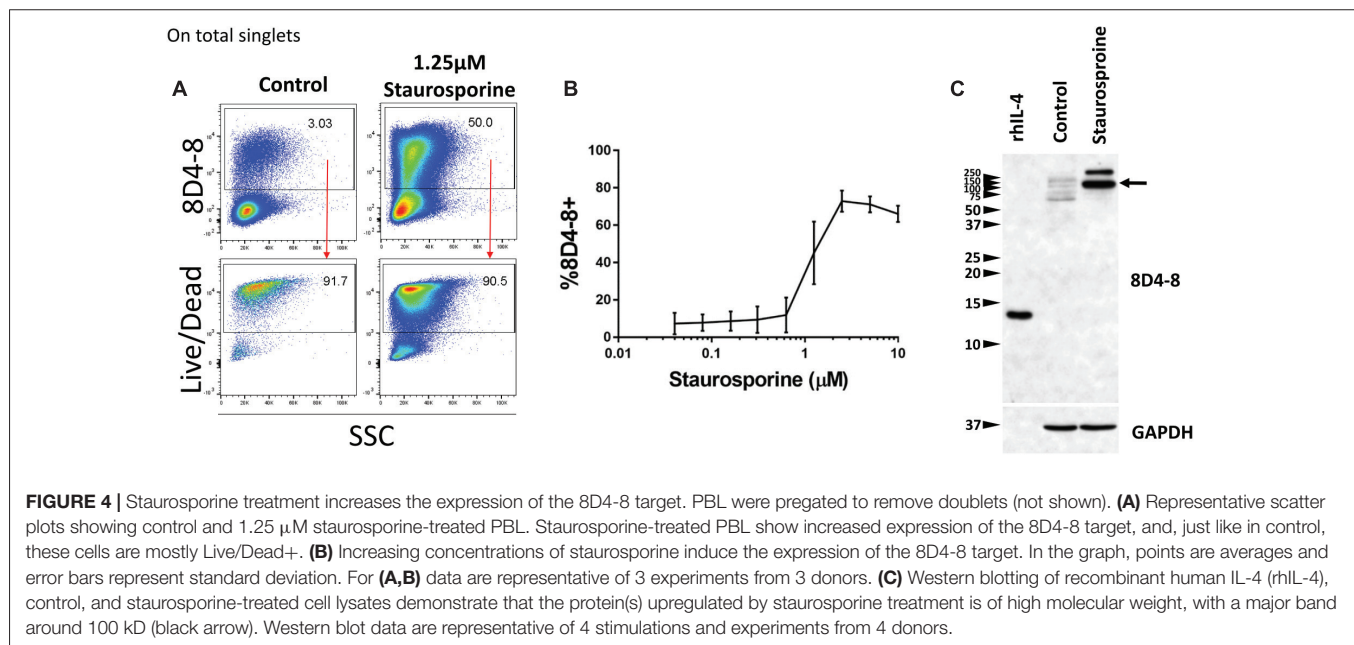 On total singlets
A
Control
1.25µM
Staurosporine
8D4-8
3.03
50.0
Live/Dead
91.7
90.5
SSC
B
%8D4-8+
100
80
60
40
20
0
0.01
0.1
1
10
Staurosporine (µM)
C
rhIL-4
Control
Staurosproine
250
150
100
75
50
37
25
20
15
10
8D4-8
37
GAPDH
FIGURE 4 | Staurosporine treatment increases the expression of the 8D4-8 target. PBL were pregated to remove doublets (not shown). (A) Representative scatter
plots showing control and 1.25 µM staurosporine-treated PBL. Staurosporine-treated PBL show increased expression of the 8D4-8 target, and, just like in control,
these cells are mostly Live/Dead+. (B) Increasing concentrations of staurosporine induce the expression of the 8D4-8 target. In the graph, points are averages and
error bars represent standard deviation. For (A,B) data are representative of 3 experiments from 3 donors. (C) Western blotting of recombinant human IL-4 (rhIL-4),
control, and staurosporine-treated cell lysates demonstrate that the protein(s) upregulated by staurosporine treatment is of high molecular weight, with a major band
around 100 kD (black arrow). Western blot data are representative of 4 stimulations and experiments from 4 donors.